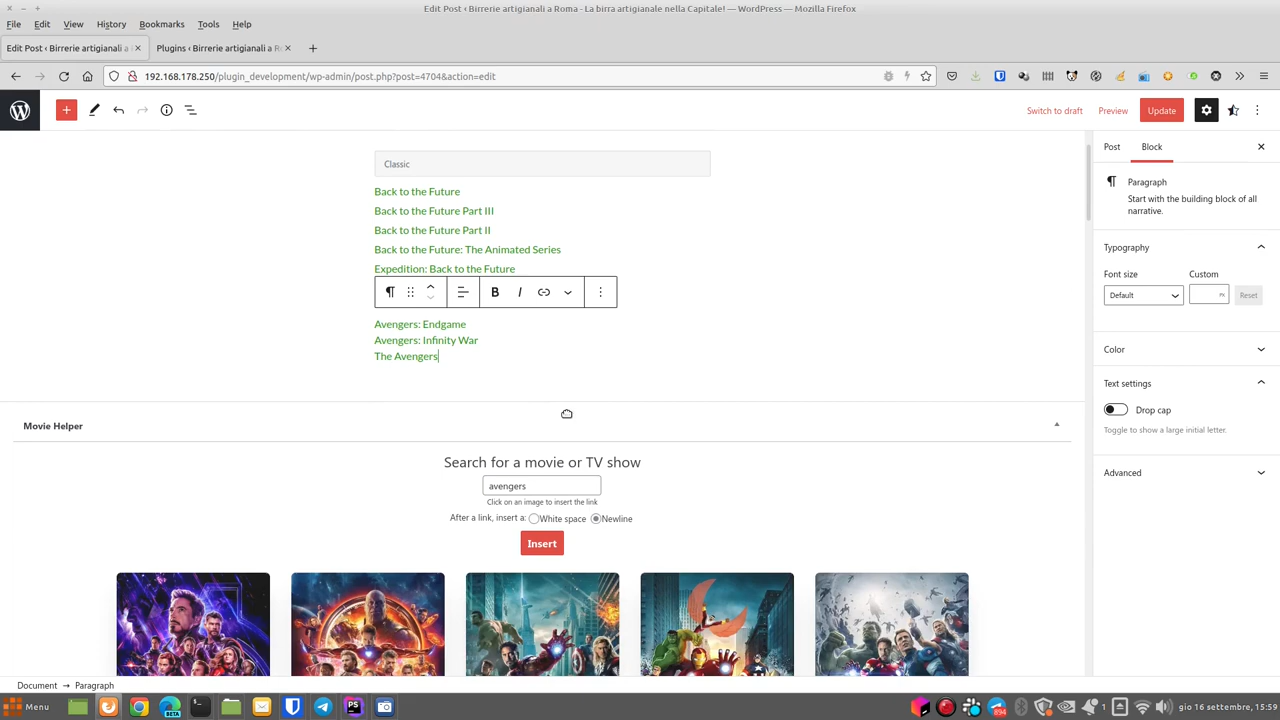 Edit Post ‹ Birrerie artigianali a Roma - La birra artigianale nella Capitale! — WordPress — Mozilla Firefox
File Edit View History Bookmarks Tools Help
Edit Post ‹ Birrerie artigianali a
Plugins ‹ Birrerie artigianali a R
192.168.178.250/plugin_development/wp-admin/post.php?post=4704&action=edit
Switch to draft Preview Update
Post Block
Classic
Back to the Future
Back to the Future Part III
Back to the Future Part II
Back to the Future: The Animated Series
Expedition: Back to the Future
B I
Avengers: Endgame
Avengers: Infinity War
The Avengers
Paragraph
Start with the building block of all
narrative.
Typography
Font size Custom
Default PX Reset
Color
Text settings
Drop cap
Toggle to show a large initial letter.
Advanced
Movie Helper
Search for a movie or TV show
avengers
Click on an image to insert the link
After a link, insert a: White space Newline
Insert
Document → Paragraph
Menu
BETA
PS
894
1
gio 16 settembre, 15:59